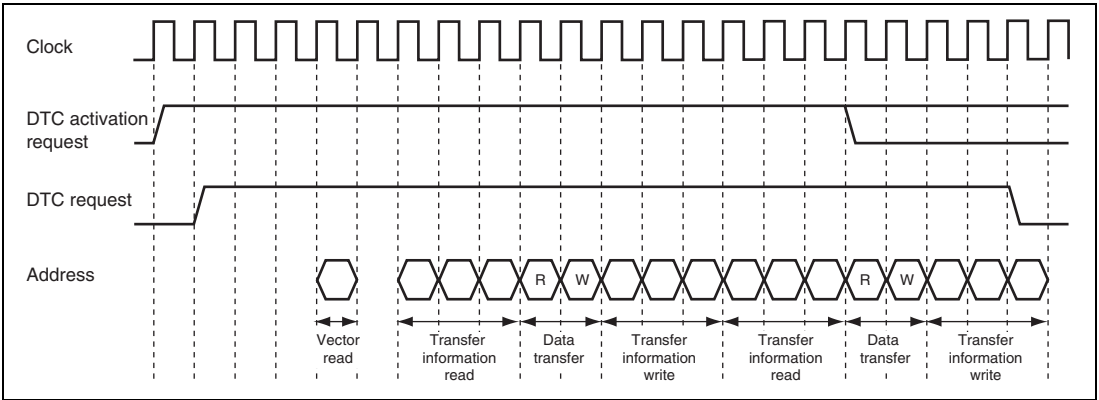 Clock
DTC activation
request
DTC request
Address
R
W
R
W
Vector
read
Transfer
information
read
Data
transfer
Transfer
information
write
Transfer
information
read
Data
transfer
Transfer
information
write